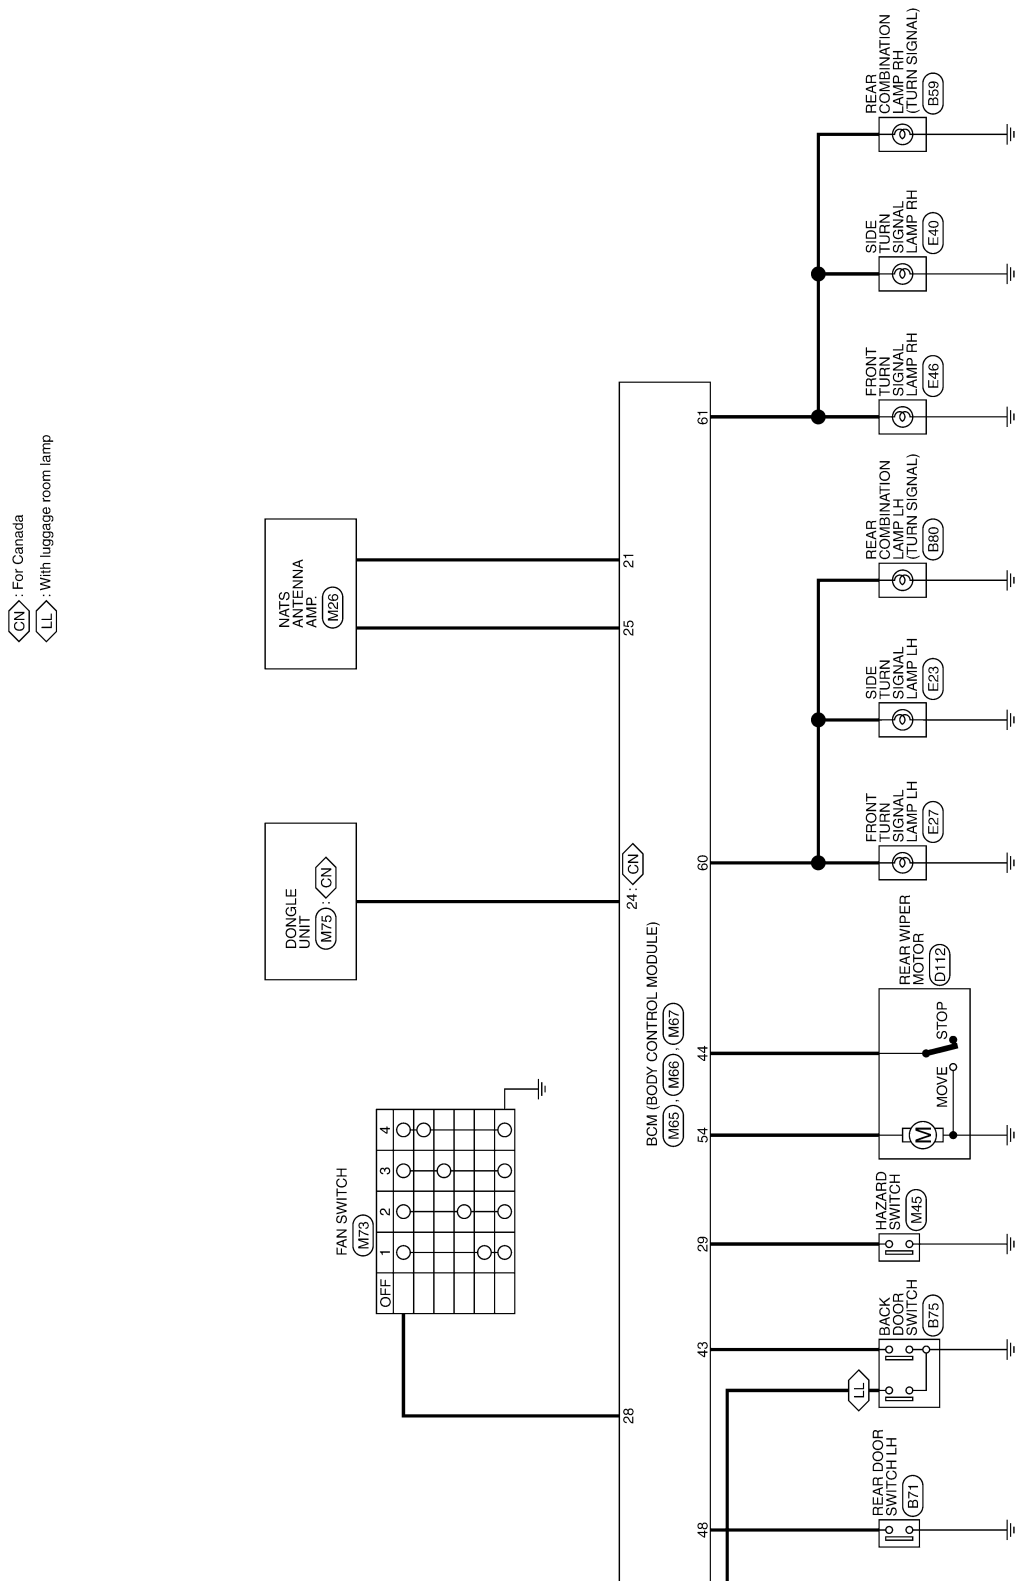 CN : For Canada
LL : With luggage room lamp
FAN SWITCH
M73
OFF 1 2 3 4
DONGLE
UNIT
M75 : CN
NATS
ANTENNA
AMP.
M26
28
24 : CN
25
21
BCM (BODY CONTROL MODULE)
M65 , M66 , M67
48
43
29
54
44
60
61
LL
REAR DOOR
SWITCH LH
B71
BACK
DOOR
SWITCH
B75
HAZARD
SWITCH
M45
REAR WIPER
MOTOR
D112
M
MOVE
STOP
FRONT
TURN
SIGNAL
LAMP LH
E27
SIDE
TURN
SIGNAL
LAMP LH
E23
REAR
COMBINATION
LAMP LH
(TURN SIGNAL)
B80
FRONT
TURN
SIGNAL
LAMP RH
E46
SIDE
TURN
SIGNAL
LAMP RH
E40
REAR
COMBINATION
LAMP RH
(TURN SIGNAL)
B59